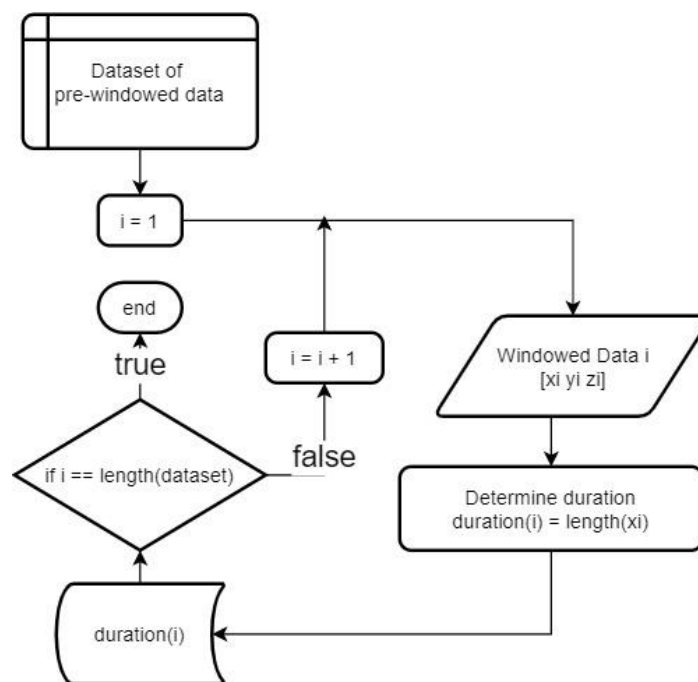 Dataset of
pre-windowed data
i = 1
Windowed Data i
[xi yi zi]
Determine duration
duration(i) = length(xi)
duration(i)
if i == length(dataset)
true
end
false
i = i + 1